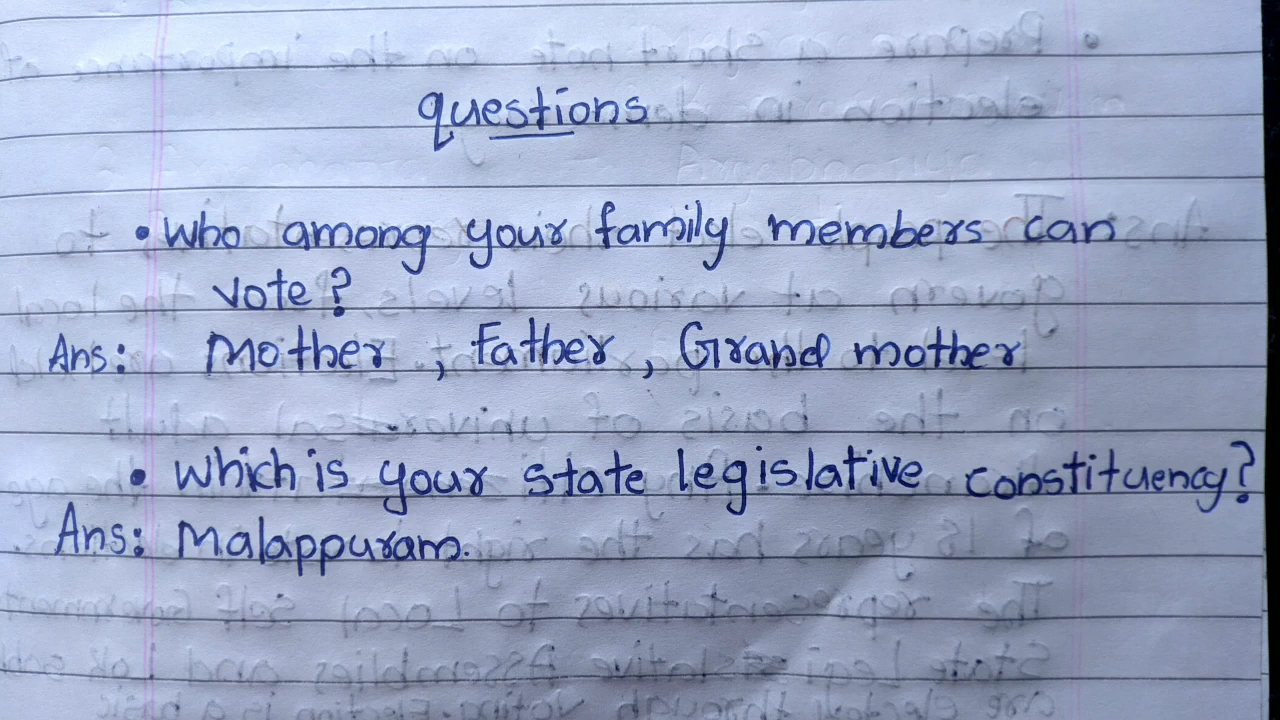 questions
• Who among your family members can
vote?
Ans: Mother, Father, Grand mother
• Which is your state legislative constituency?
Ans: Malappuram.